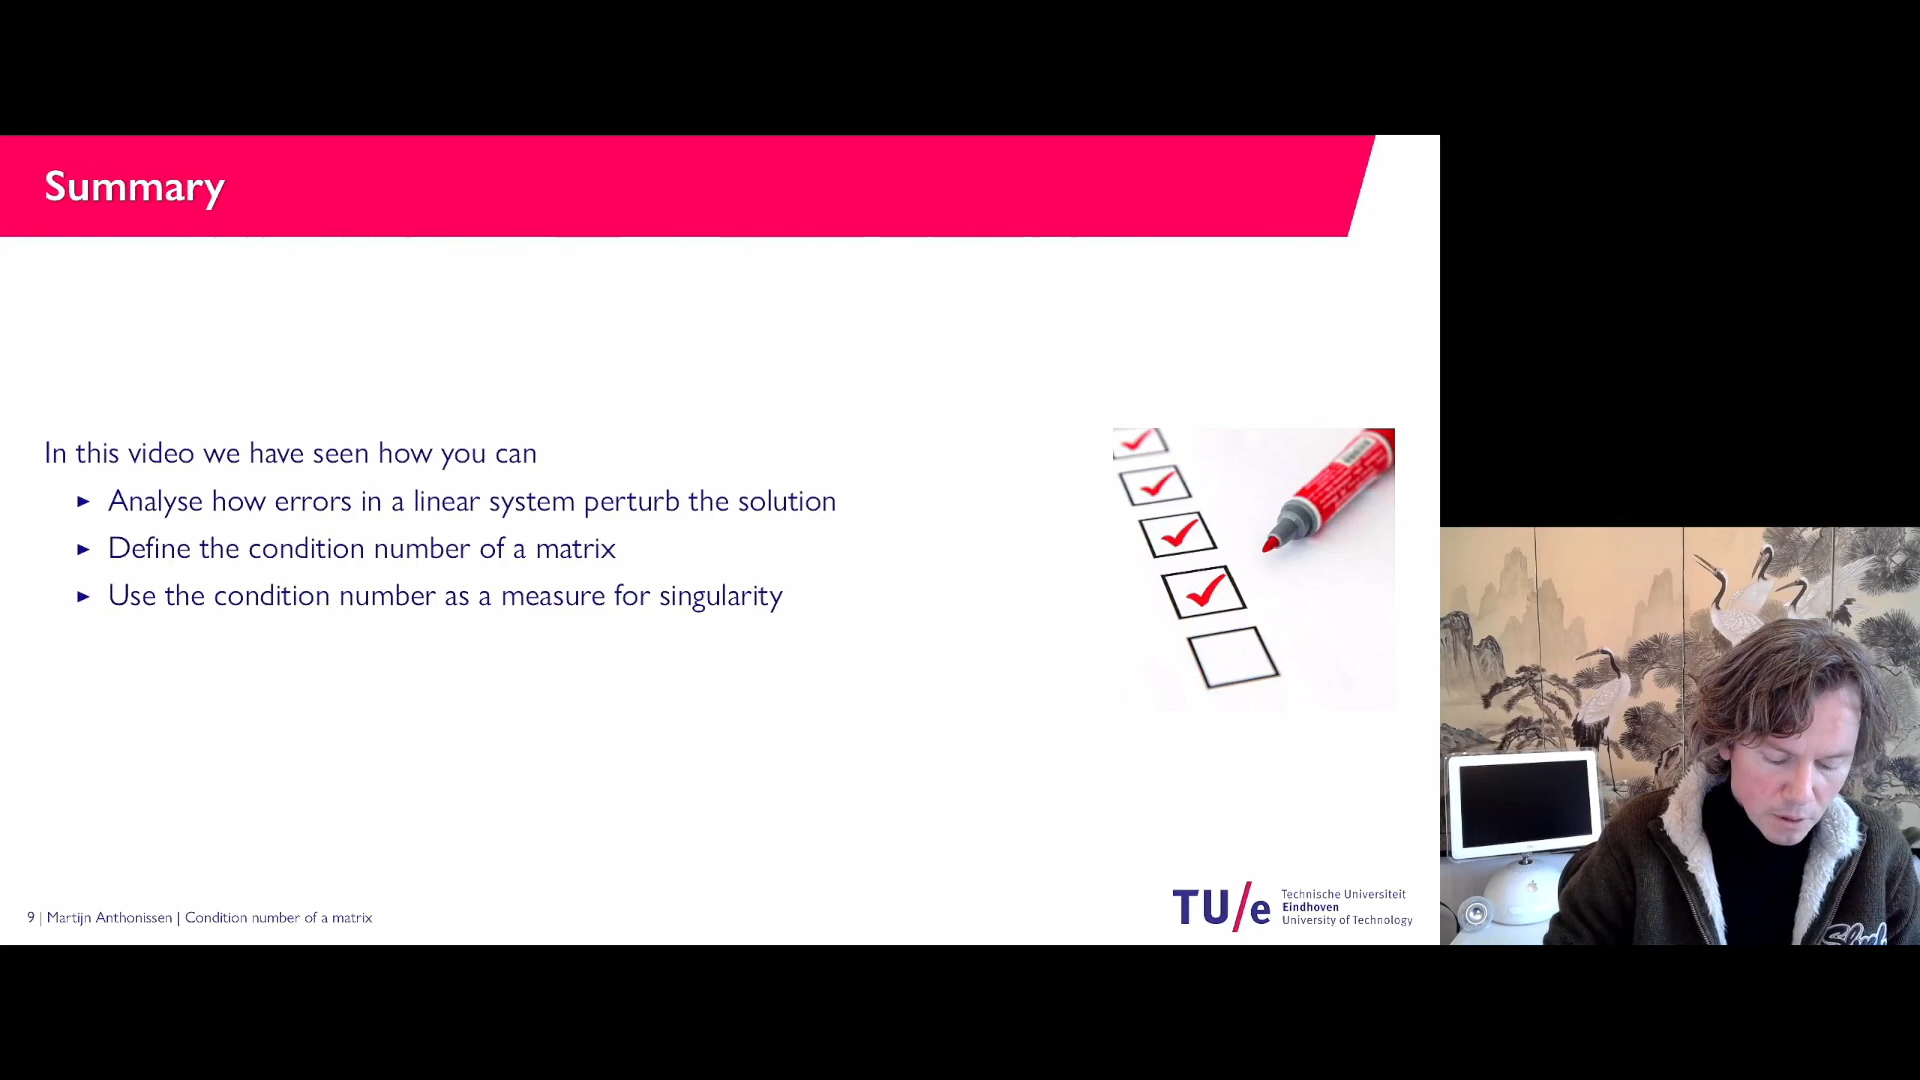 Summary
In this video we have seen how you can
► Analyse how errors in a linear system perturb the solution
► Define the condition number of a matrix
► Use the condition number as a measure for singularity
9 | Martijn Anthonissen | Condition number of a matrix
TU/e
Technische Universiteit
Eindhoven
University of Technology